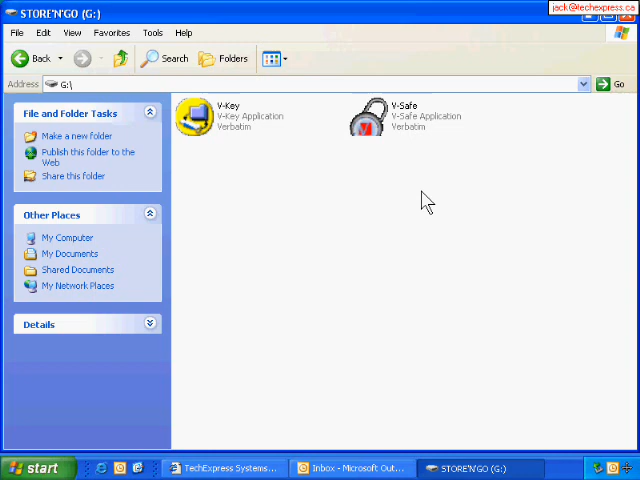 STORE'N'GO (G:)
jack@techexpress.ca
File Edit View Favorites Tools Help
Back Search Folders
Address G:\ Go
File and Folder Tasks
Make a new folder
Publish this folder to the
Web
Share this folder
Other Places
My Computer
My Documents
Shared Documents
My Network Places
Details
V-Key
V-Key Application
Verbatim
V-Safe
V-Safe Application
Verbatim
start TechExpress Systems... Inbox - Microsoft Out... STORE'N'GO (G:)